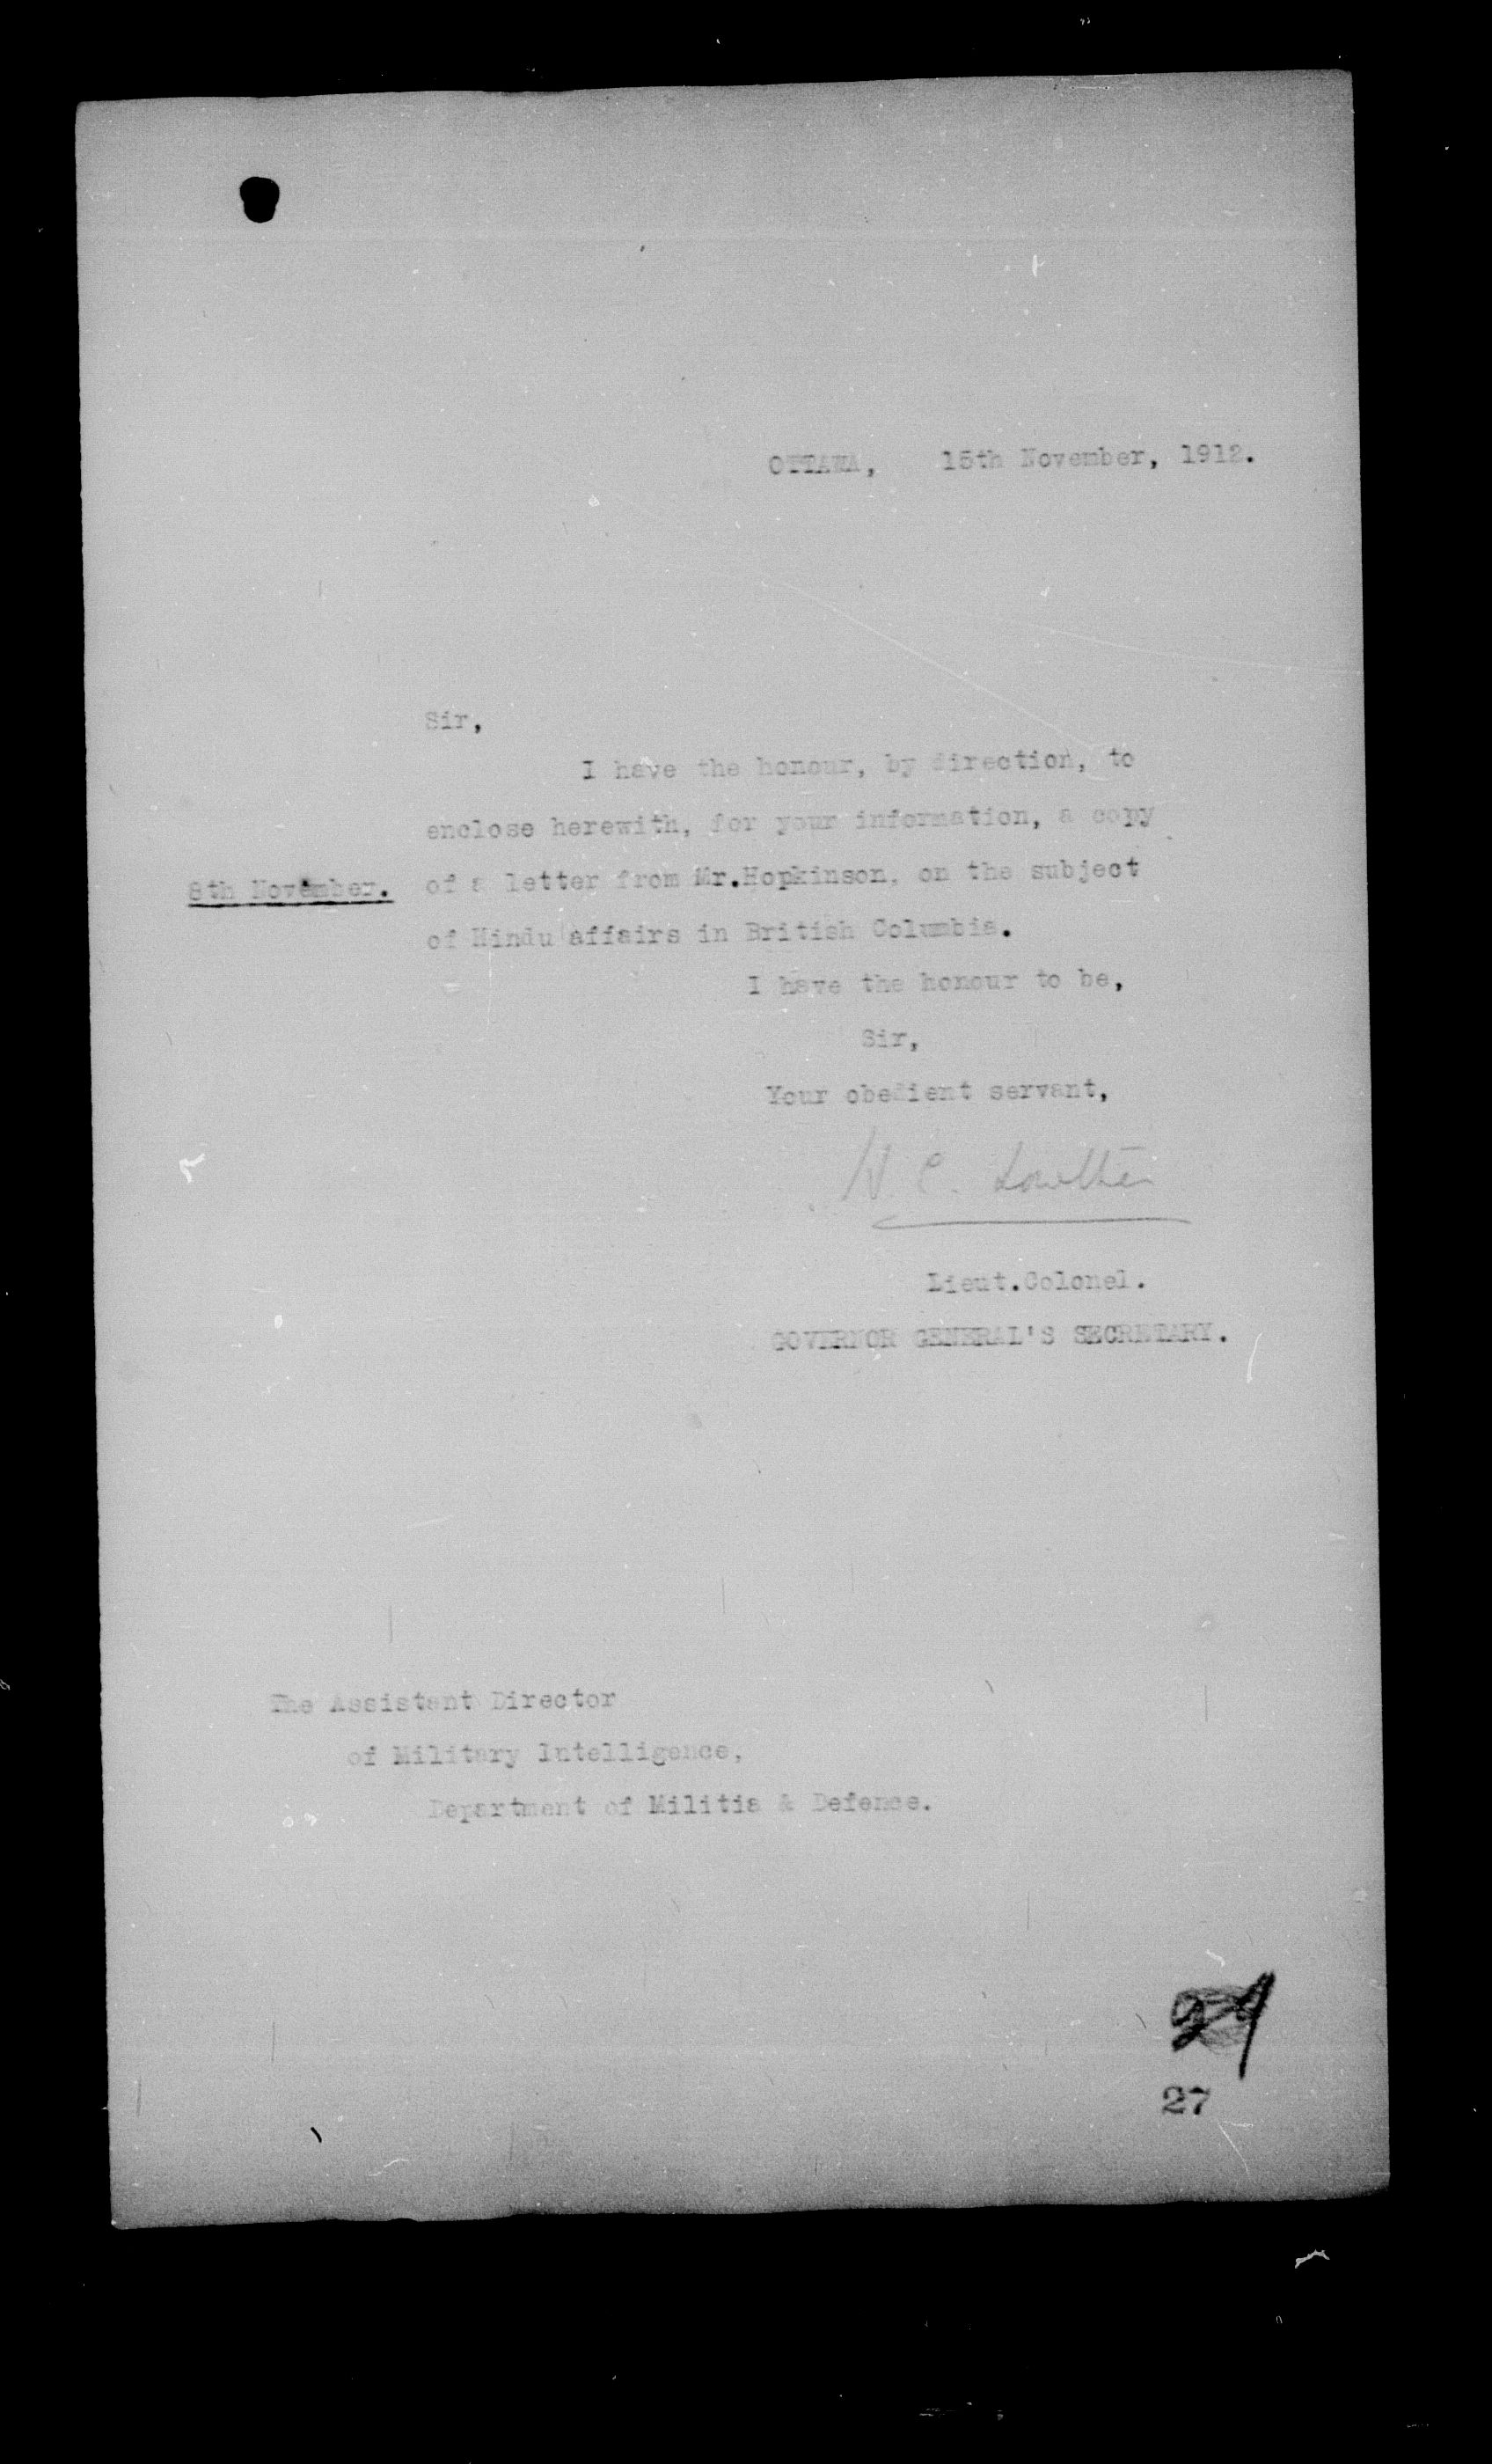 OTTAWA, 15th November, 1912.
Sir,
I have the honour, by direction, to
enclose herewith, for your information, a copy
8th November. of a letter from Mr.Hopkinson, on the subject
of Hindu affairs in British Columbia.
I have the honour to be,
Sir,
Your obedient servant,
H. C. Lowther
Lieut.Colonel.
GOVERNOR GENERAL'S SECRETARY.
The Assistant Director
of Military Intelligence,
Department of Militia & Defence.
27